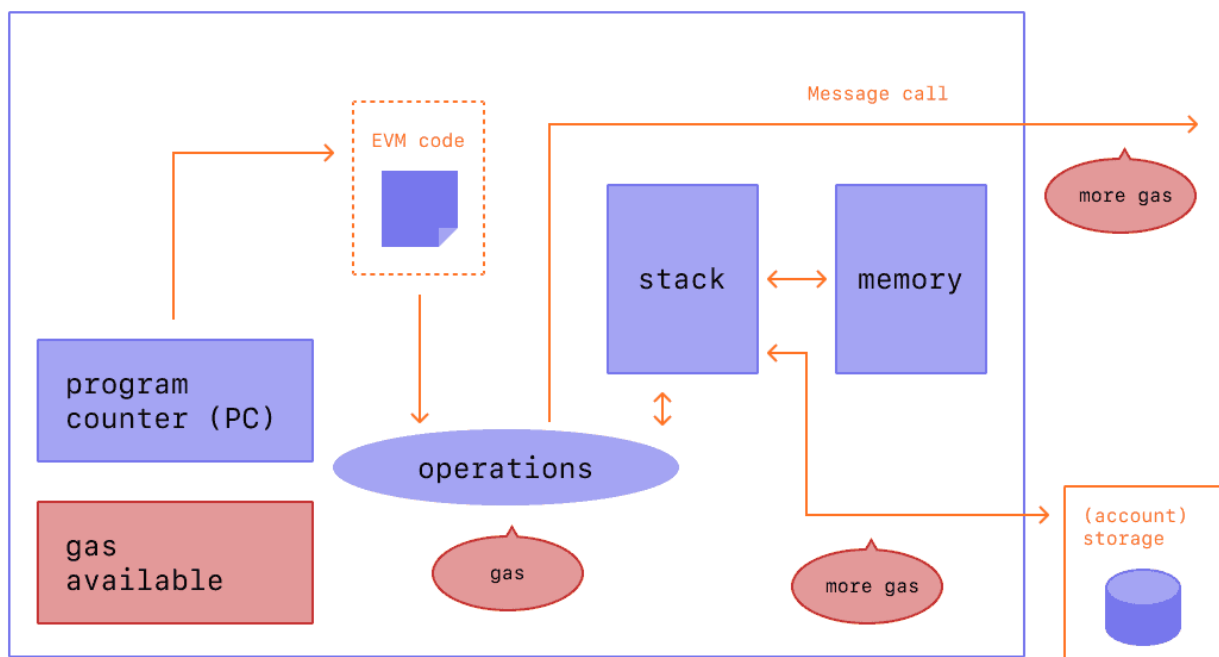 Message call
EVM code
more gas
stack
memory
program
counter (PC)
operations
(account)
storage
gas
available
gas
more gas